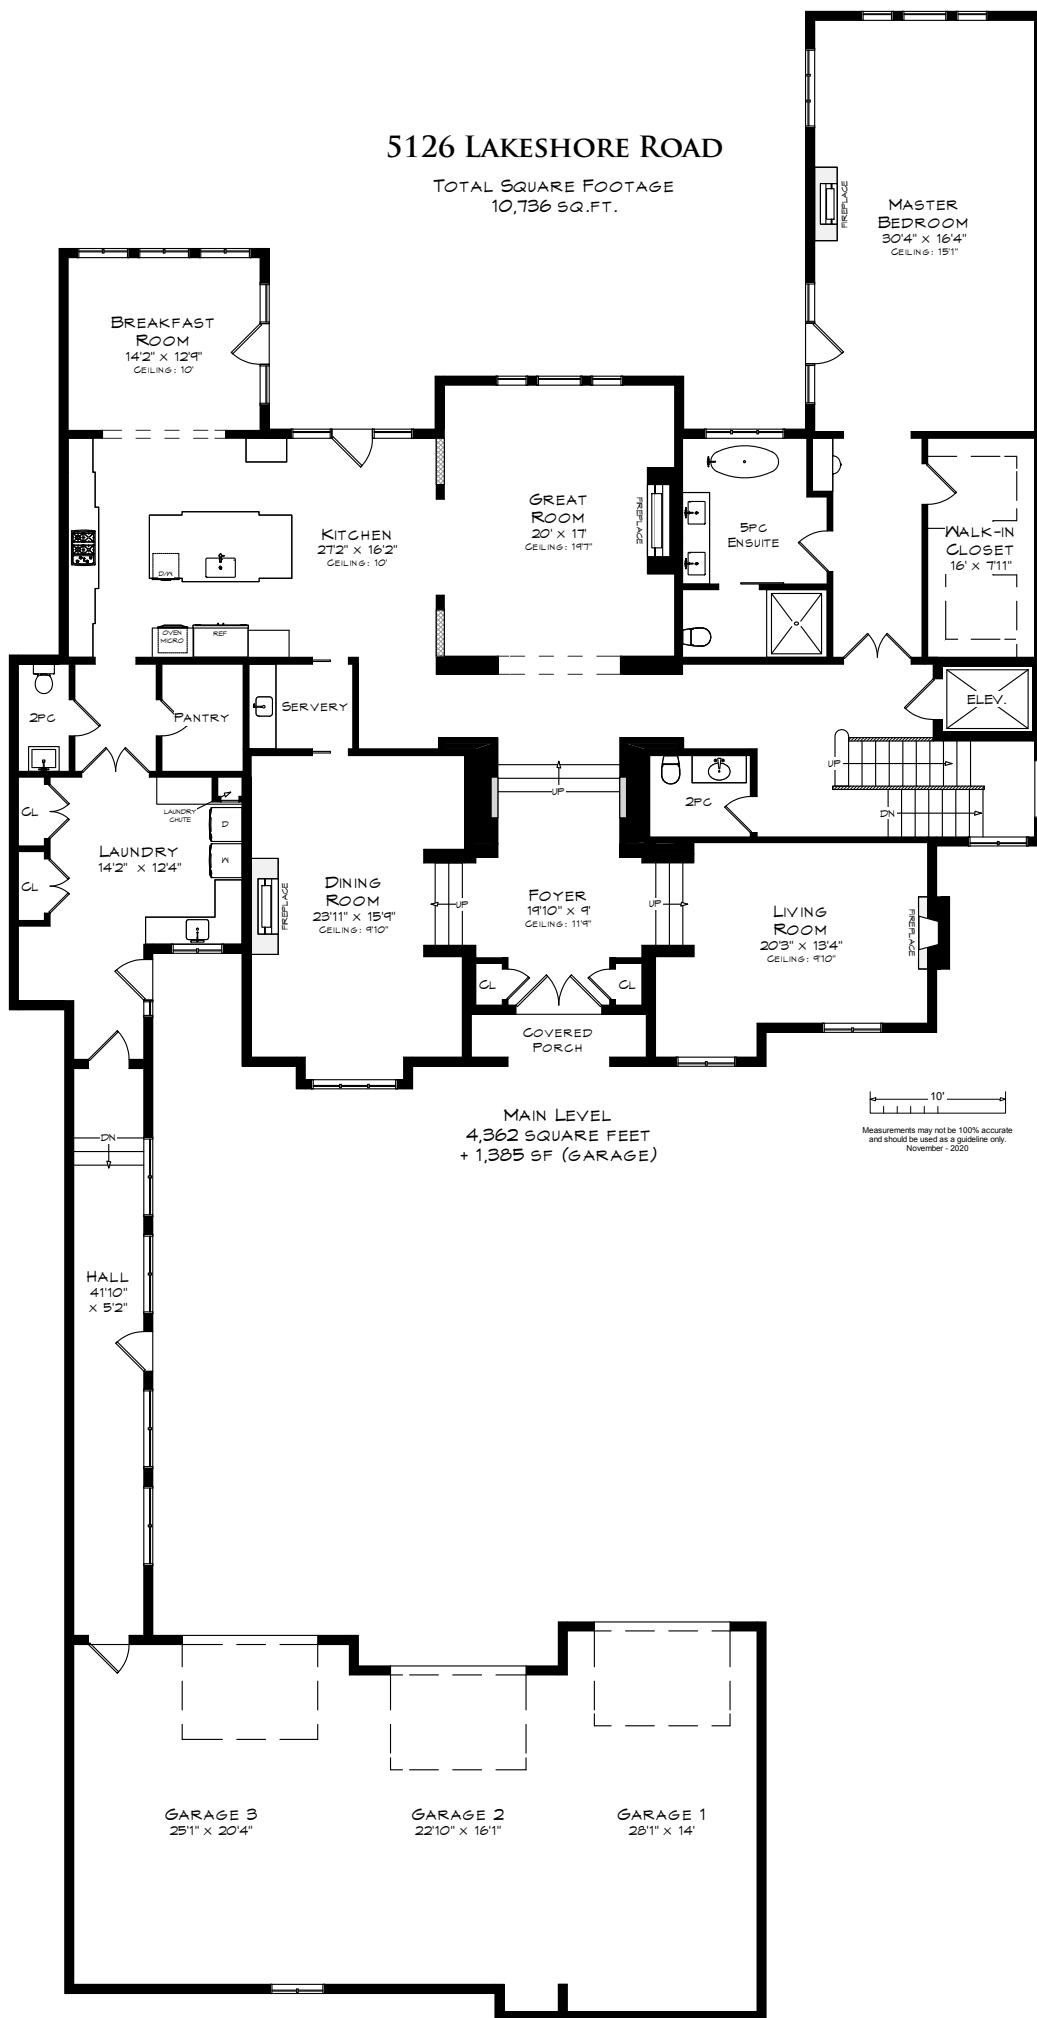 5126 LAKESHORE ROAD
TOTAL SQUARE FOOTAGE
10,736 SQ.FT.
MASTER
BEDROOM
30'4" x 16'4"
CEILING: 15'1"
FIREPLACE
BREAKFAST
ROOM
14'2" x 12'9"
CEILING: 10'
KITCHEN
27'2" x 16'2"
CEILING: 10'
D/W
OVEN
MICRO
REF
GREAT
ROOM
20' x 17'
CEILING: 19'7"
FIREPLACE
5PC
ENSUITE
WALK-IN
CLOSET
16' x 7'11"
2PC
PANTRY
SERVERY
ELEV.
UP
DN
UP
2PC
CL
LAUNDRY
CHUTE
D
W
LAUNDRY
14'2" x 12'4"
CL
DINING
ROOM
23'11" x 15'9"
CEILING: 9'10"
FIREPLACE
UP
FOYER
19'10" x 9'
CEILING: 11'9"
UP
LIVING
ROOM
20'3" x 13'4"
CEILING: 9'10"
FIREPLACE
CL
CL
COVERED
PORCH
MAIN LEVEL
4,362 SQUARE FEET
+ 1,385 SF (GARAGE)
10'
Measurements may not be 100% accurate
and should be used as a guideline only.
November - 2020
DN
HALL
41'10"
x 5'2"
GARAGE 3
25'1" x 20'4"
GARAGE 2
22'10" x 16'1"
GARAGE 1
28'1" x 14'